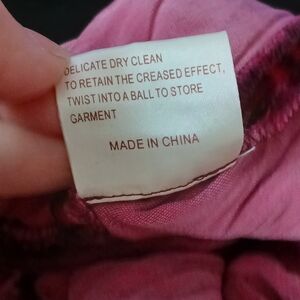 DELICATE DRY CLEAN
TO RETAIN THE CREASED EFFECT,
TWIST INTO A BALL TO STORE
GARMENT
MADE IN CHINA